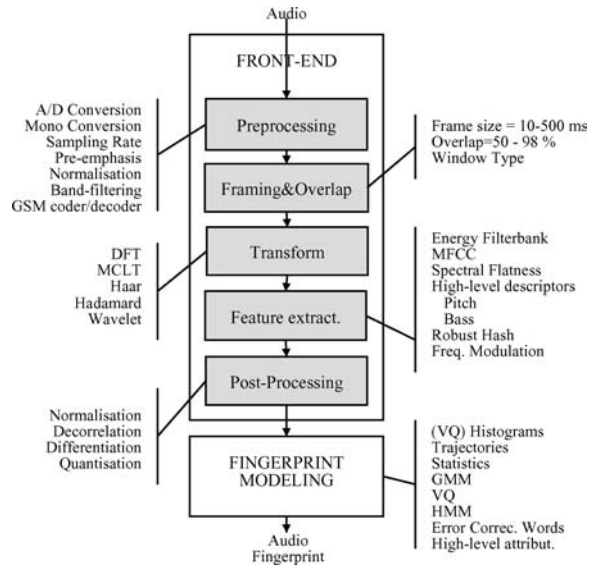 Audio
FRONT-END
A/D Conversion
Mono Conversion
Sampling Rate
Pre-emphasis
Normalisation
Band-filtering
GSM coder/decoder
Preprocessing
Frame size = 10-500 ms
Overlap=50 - 98 %
Window Type
Framing&Overlap
DFT
MCLT
Haar
Hadamard
Wavelet
Transform
Feature extract.
Energy Filterbank
MFCC
Spectral Flatness
High-level descriptors
Pitch
Bass
Robust Hash
Freq. Modulation
Post-Processing
Normalisation
Decorrelation
Differentiation
Quantisation
FINGERPRINT
MODELING
(VQ) Histograms
Trajectories
Statistics
GMM
VQ
HMM
Error Correc. Words
High-level attribut.
Audio
Fingerprint